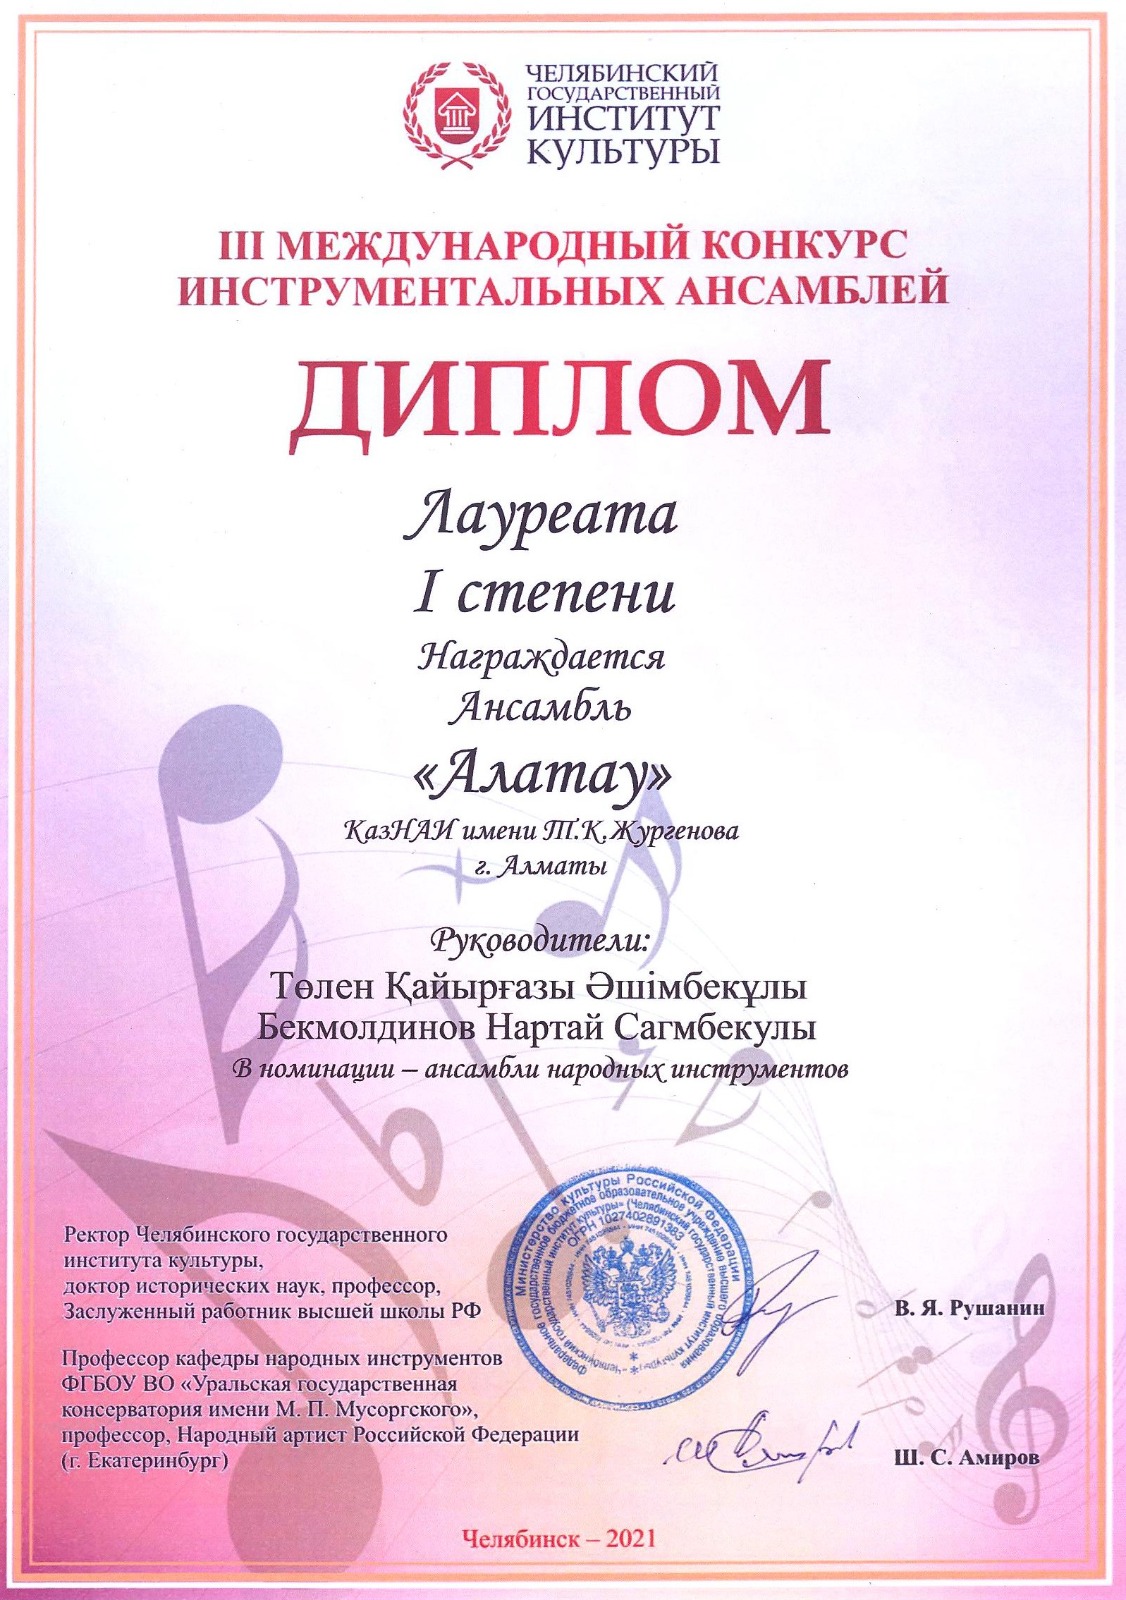 ЧЕЛЯБИНСКИЙ
ГОСУДАРСТВЕННЫЙ
ИНСТИТУТ
КУЛЬТУРЫ
III МЕЖДУНАРОДНЫЙ КОНКУРС
ИНСТРУМЕНТАЛЬНЫХ АНСАМБЛЕЙ
ДИПЛОМ
Лауреата
I степени
Награждается
Ансамбль
«Алатау»
КазНАИ имени Т.К.Жургенова
г. Алматы
Руководители:
Төлен Қайырғазы Әшімбекұлы
Бекмолдинов Нартай Сагмбекулы
В номинации – ансамбли народных инструментов
Министерство культуры Российской Федерации
Федеральное государственное бюджетное образовательное учреждение высшего образования
«Челябинский государственный институт культуры» (Челябинский государственный институт культуры)
ОГРН 1027402891383
Ректор Челябинского государственного
института культуры,
доктор исторических наук, профессор,
Заслуженный работник высшей школы РФ
В. Я. Рушанин
Профессор кафедры народных инструментов
ФГБОУ ВО «Уральская государственная
консерватория имени М. П. Мусоргского»,
профессор, Народный артист Российской Федерации
(г. Екатеринбург)
Ш. С. Амиров
Челябинск – 2021